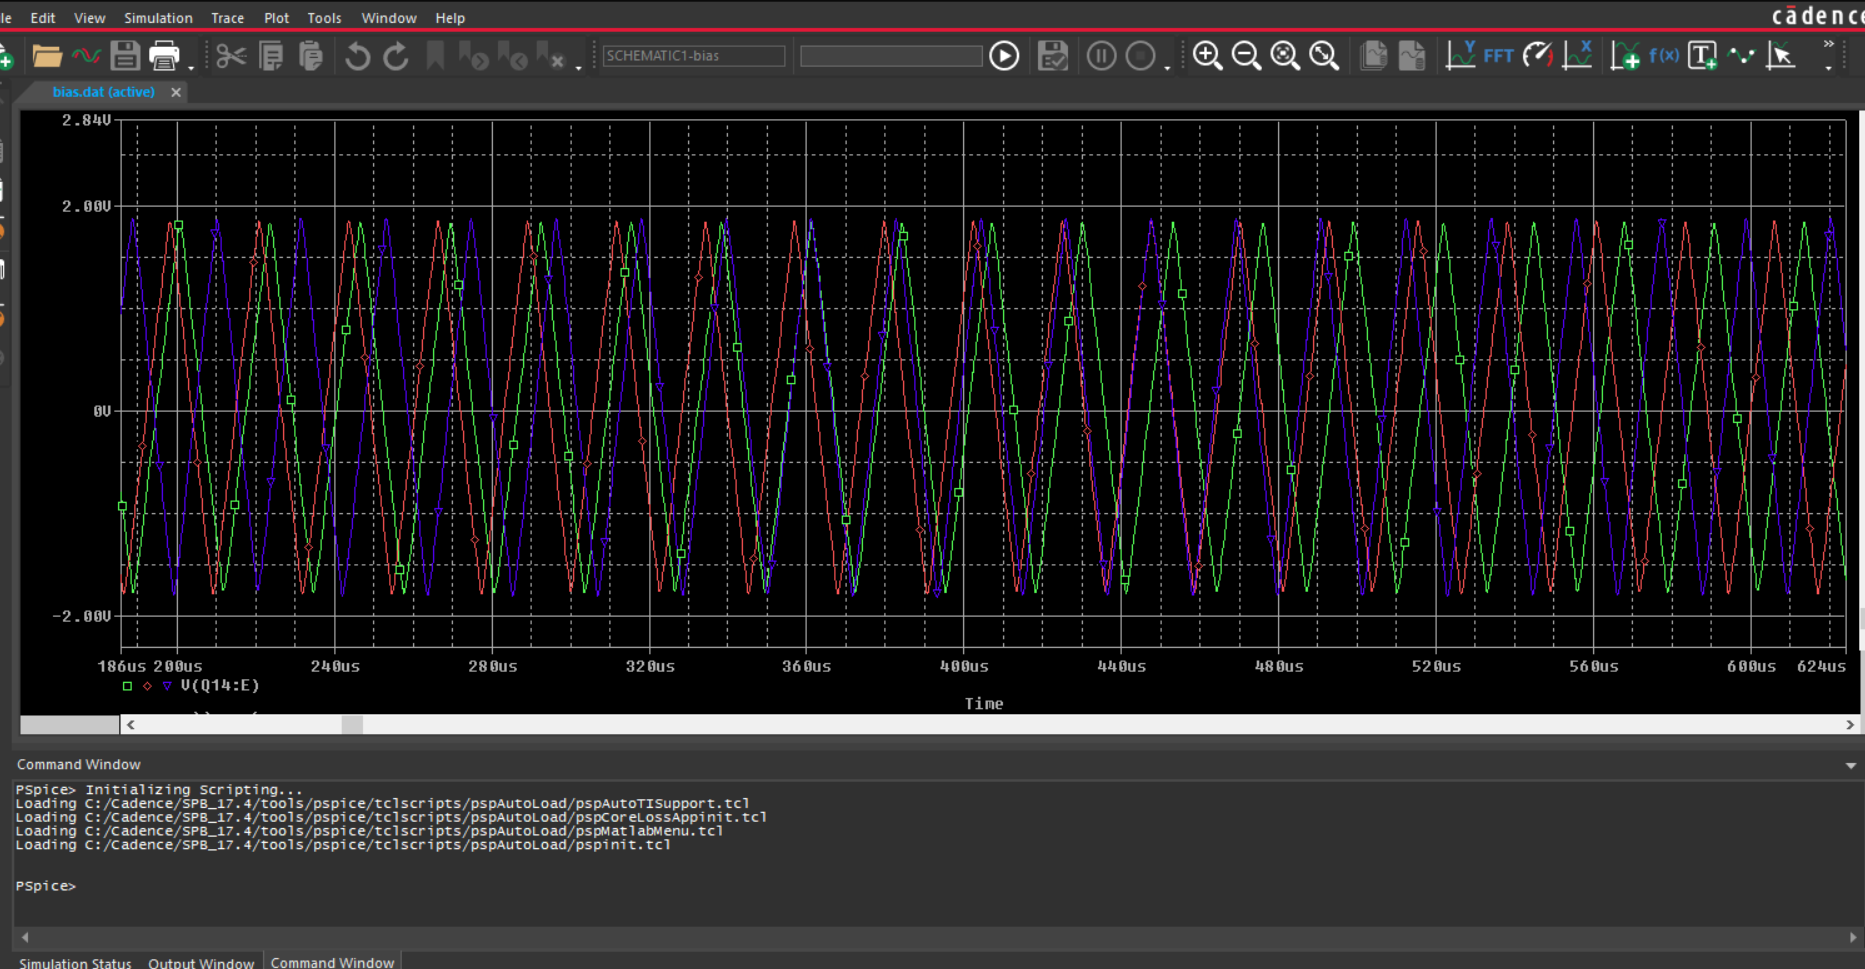 Edit View Simulation Trace Plot Tools Window Help
SCHEMATIC1-bias
FFT Y X f(x) T
bias.dat (active)
2.84V
2.00V
0V
-2.00V
186us 200us 240us 280us 320us 360us 400us 440us 480us 520us 560us 600us 624us
V(Q14:E)
Time
Command Window
PSpice> Initializing Scripting...
Loading C:/Cadence/SPB_17.4/tools/pspice/tclscripts/pspAutoLoad/pspAutoTISupport.tcl
Loading C:/Cadence/SPB_17.4/tools/pspice/tclscripts/pspAutoLoad/pspCoreLossAppinit.tcl
Loading C:/Cadence/SPB_17.4/tools/pspice/tclscripts/pspAutoLoad/pspMatlabMenu.tcl
Loading C:/Cadence/SPB_17.4/tools/pspice/tclscripts/pspAutoLoad/pspinit.tcl
PSpice>
Simulation Status Output Window Command Window